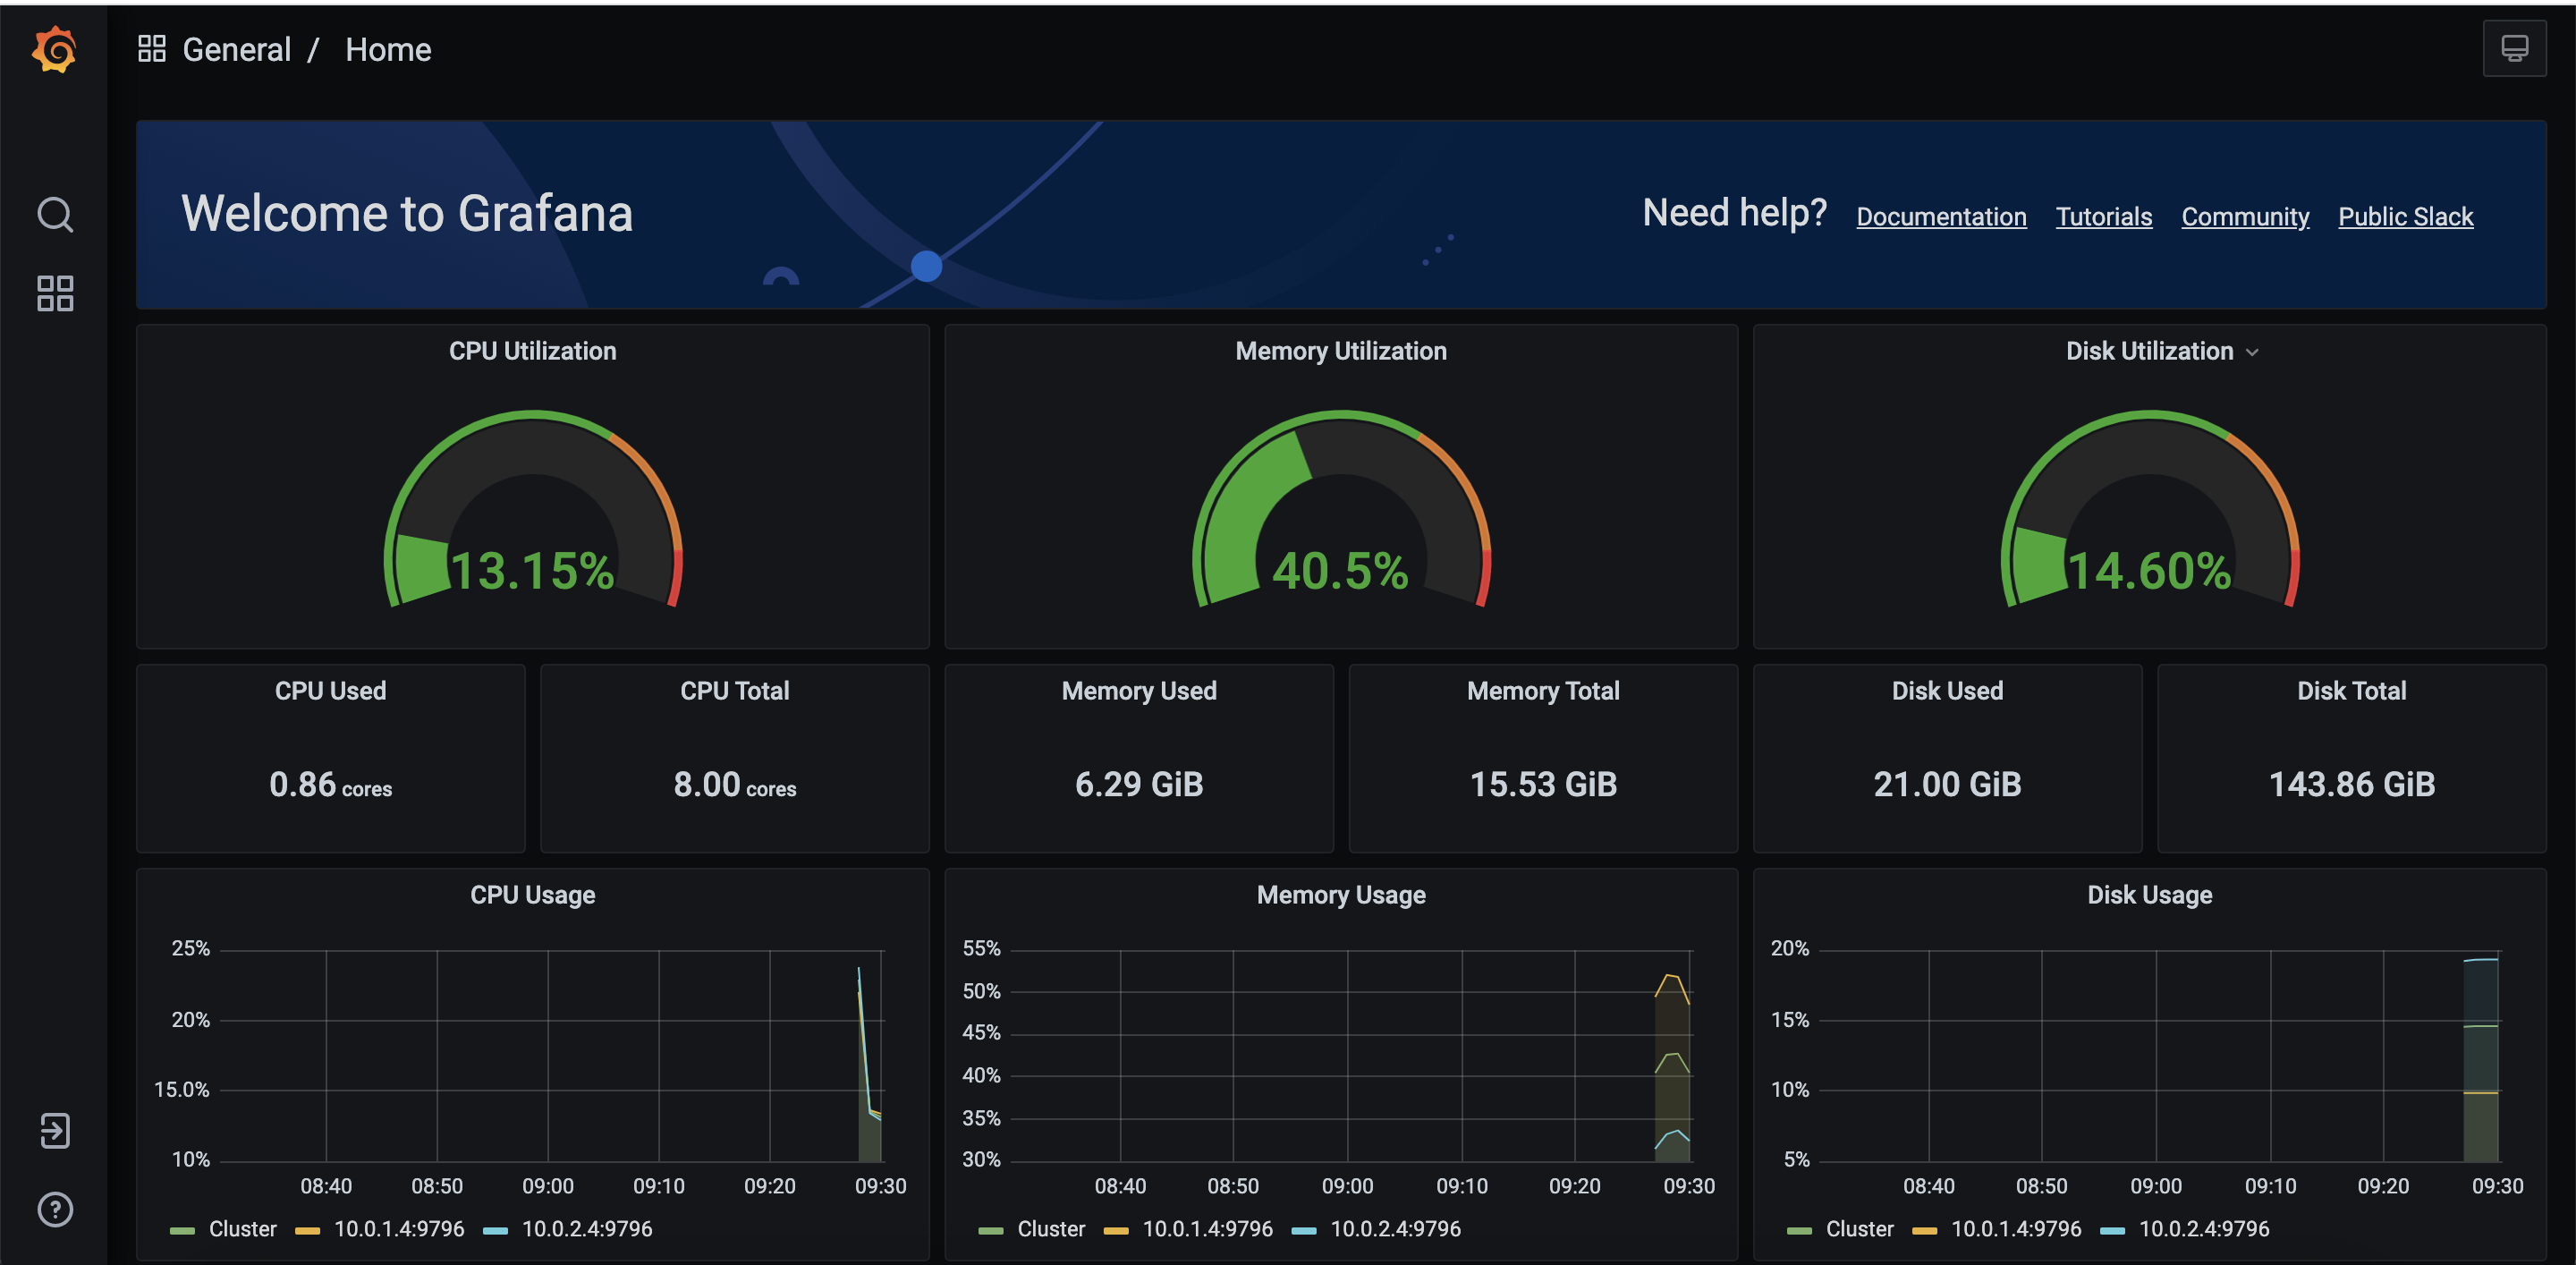 General / Home
Welcome to Grafana
Need help? Documentation Tutorials Community Public Slack
CPU Utilization
13.15%
Memory Utilization
40.5%
Disk Utilization
14.60%
CPU Used
0.86 cores
CPU Total
8.00 cores
Memory Used
6.29 GiB
Memory Total
15.53 GiB
Disk Used
21.00 GiB
Disk Total
143.86 GiB
CPU Usage
25%
20%
15.0%
10%
08:40 08:50 09:00 09:10 09:20 09:30
Cluster 10.0.1.4:9796 10.0.2.4:9796
Memory Usage
55%
50%
45%
40%
35%
30%
08:40 08:50 09:00 09:10 09:20 09:30
Cluster 10.0.1.4:9796 10.0.2.4:9796
Disk Usage
20%
15%
10%
5%
08:40 08:50 09:00 09:10 09:20 09:30
Cluster 10.0.1.4:9796 10.0.2.4:9796